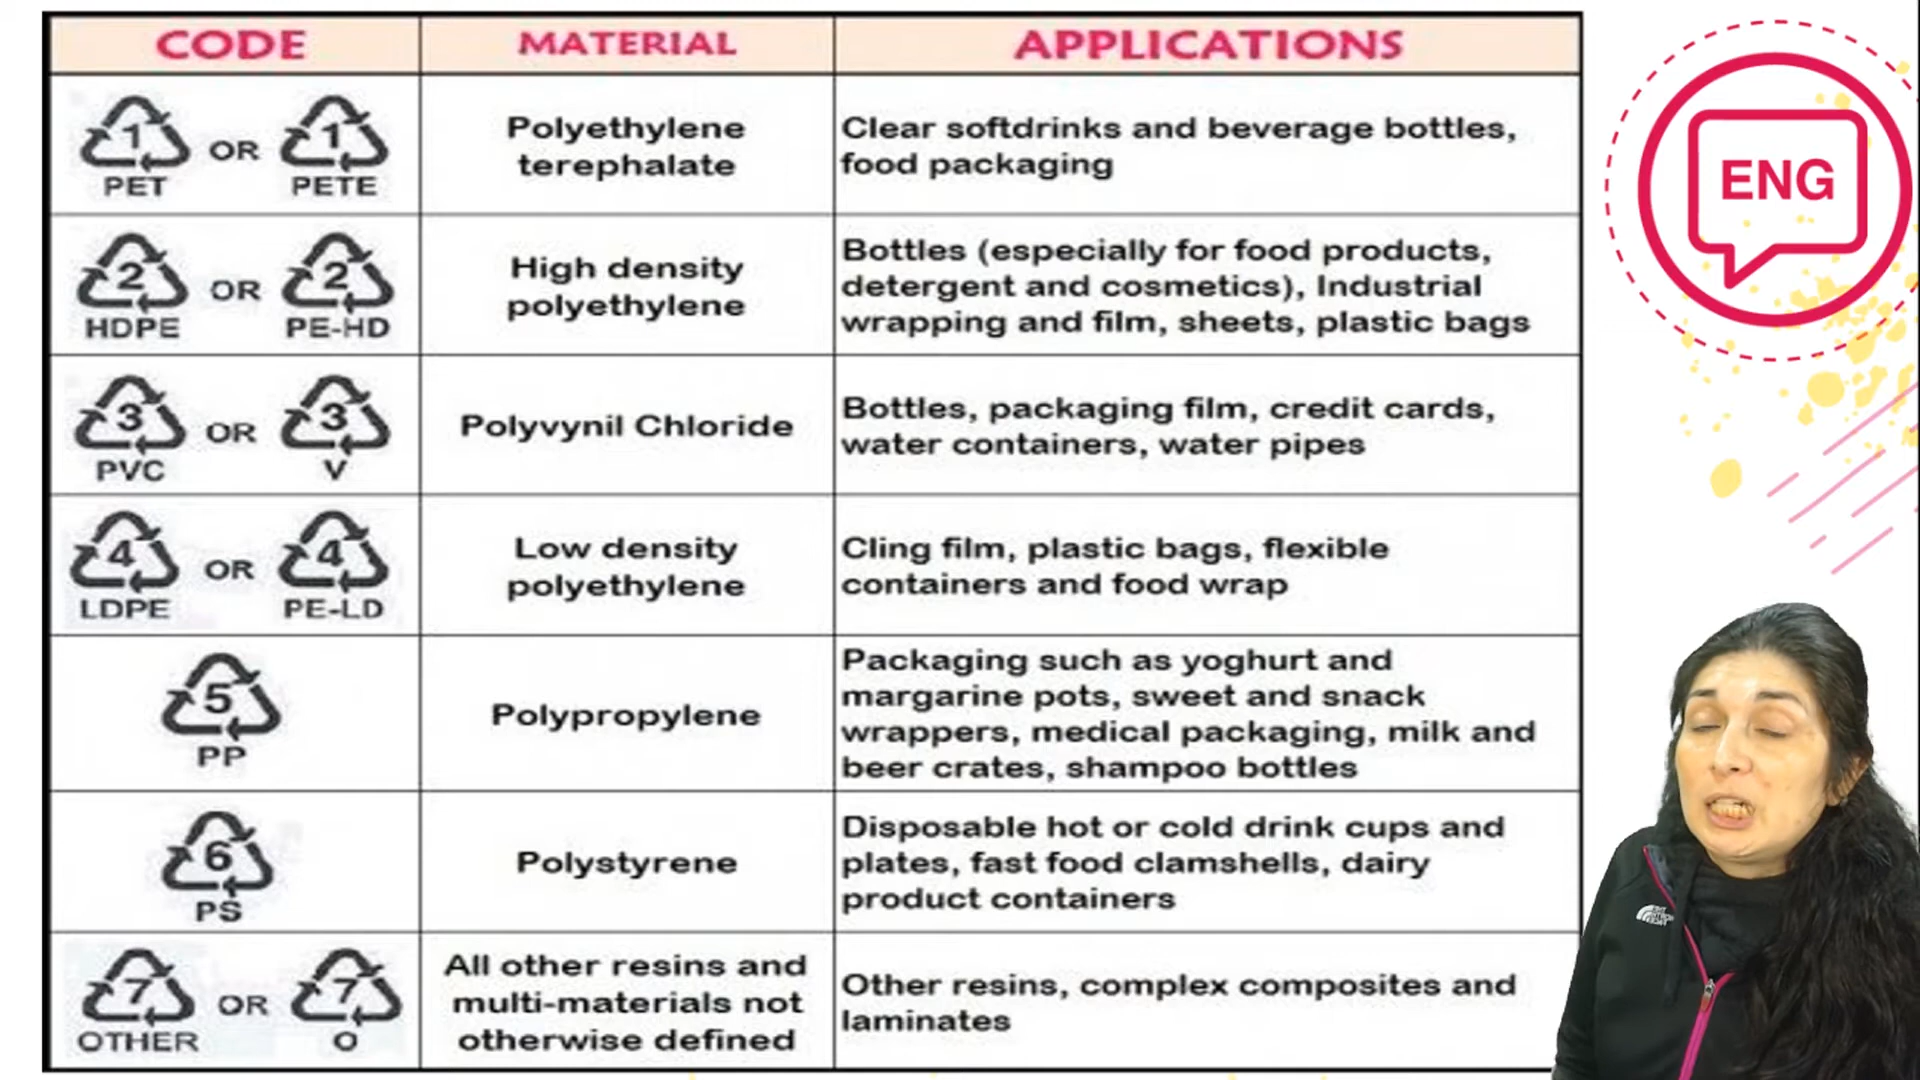 CODE MATERIAL APPLICATIONS
1 OR 1
PET PETE
Polyethylene
terephalate
Clear softdrinks and beverage bottles,
food packaging
2 OR 2
HDPE PE-HD
High density
polyethylene
Bottles (especially for food products,
detergent and cosmetics), Industrial
wrapping and film, sheets, plastic bags
3 OR 3
PVC V
Polyvynil Chloride
Bottles, packaging film, credit cards,
water containers, water pipes
4 OR 4
LDPE PE-LD
Low density
polyethylene
Cling film, plastic bags, flexible
containers and food wrap
5
PP
Polypropylene
Packaging such as yoghurt and
margarine pots, sweet and snack
wrappers, medical packaging, milk and
beer crates, shampoo bottles
6
PS
Polystyrene
Disposable hot or cold drink cups and
plates, fast food clamshells, dairy
product containers
7 OR 7
OTHER O
All other resins and
multi-materials not
otherwise defined
Other resins, complex composites and
laminates
ENG
THE
NORTH
FACE